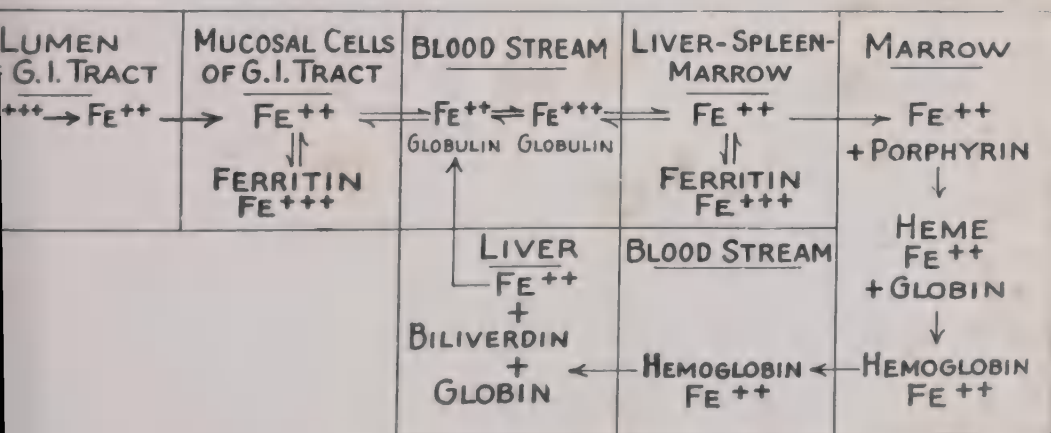 LUMEN
G. I. TRACT
+++ → FE++ →
MUCOSAL CELLS
OF G. I. TRACT
FE++
⇃↾
FERRITIN
FE+++
⇌
BLOOD STREAM
FE++ ⇌ FE+++
GLOBULIN GLOBULIN
⇌
LIVER-SPLEEN-
MARROW
FE++
⇃↾
FERRITIN
FE+++
→
MARROW
FE++
+ PORPHYRIN
↓
HEME
FE++
+ GLOBIN
↓
HEMOGLOBIN
FE++
←
BLOOD STREAM
HEMOGLOBIN
FE++
←
LIVER
FE++
+
BILIVERDIN
+
GLOBIN